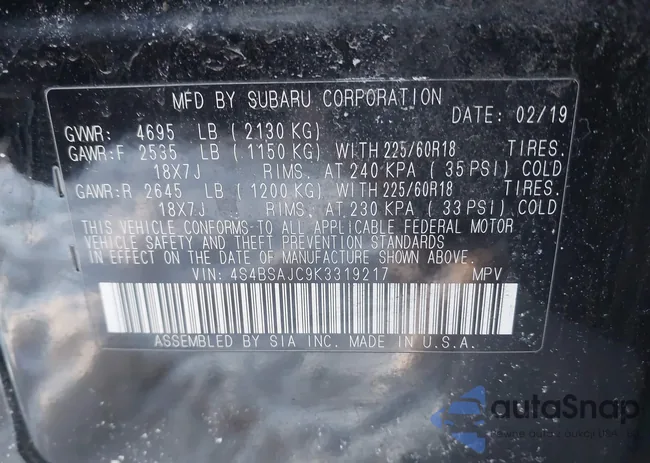 MFD BY SUBARU CORPORATION
DATE: 02/19
GVWR: 4695 LB (2130 KG)
GAWR:F 2535 LB (1150 KG) WITH 225/60R18 TIRES.
18X7J RIMS. AT 240 KPA (35 PSI) COLD
GAWR:R 2645 LB (1200 KG) WITH 225/60R18 TIRES.
18X7J RIMS. AT 230 KPA (33 PSI) COLD
THIS VEHICLE CONFORMS TO ALL APPLICABLE FEDERAL MOTOR
VEHICLE SAFETY AND THEFT PREVENTION STANDARDS
IN EFFECT ON THE DATE OF MANUFACTURE SHOWN ABOVE.
VIN: 4S4BSAJC9K3319217 MPV
ASSEMBLED BY SIA INC. MADE IN U.S.A.
autoSnap